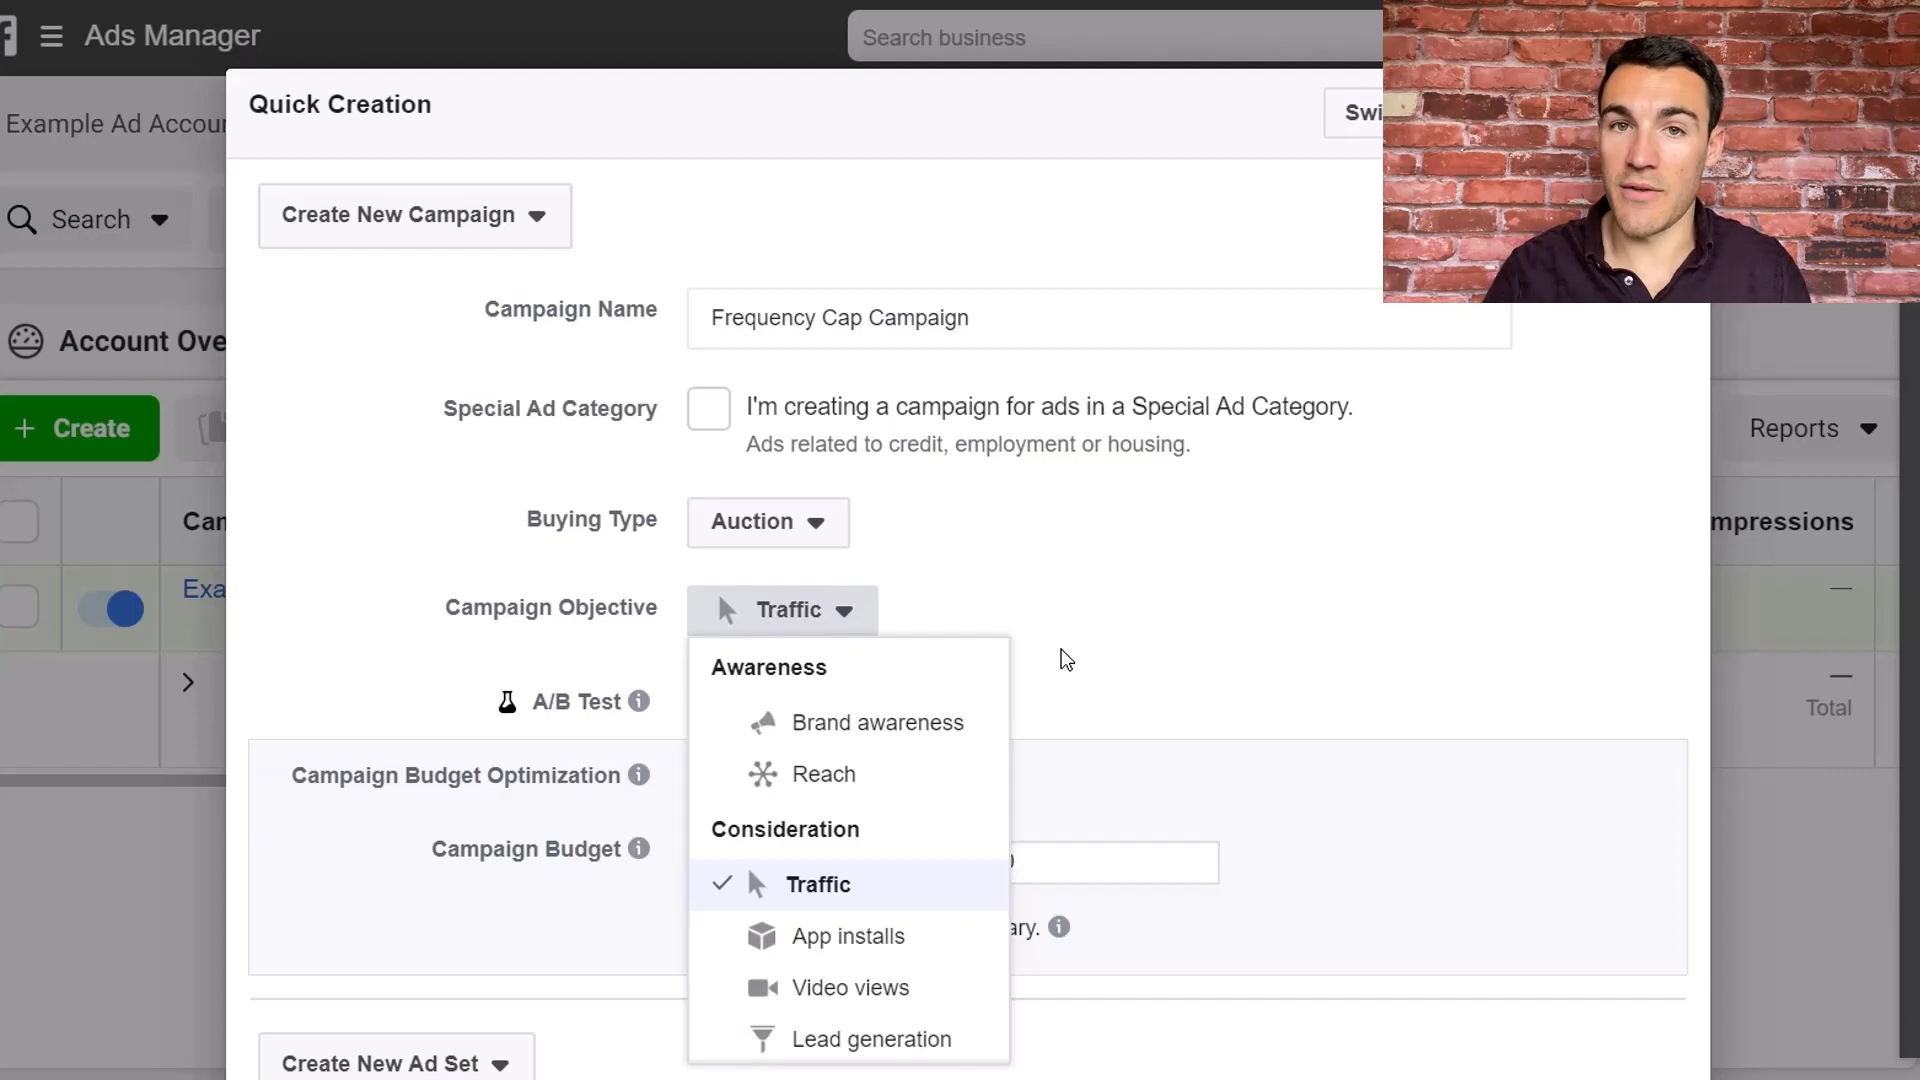 Ads Manager
Search business
Quick Creation
Swi
Example Ad Accour
Create New Campaign
Search
Campaign Name
Frequency Cap Campaign
Account Ove
Special Ad Category
I'm creating a campaign for ads in a Special Ad Category.
Ads related to credit, employment or housing.
+ Create
Reports
Buying Type
Auction
Can
mpressions
Exa
Campaign Objective
Traffic
Awareness
A/B Test
Brand awareness
Total
Reach
Campaign Budget Optimization
Consideration
Campaign Budget
Traffic
ary.
App installs
Video views
Lead generation
Create New Ad Set